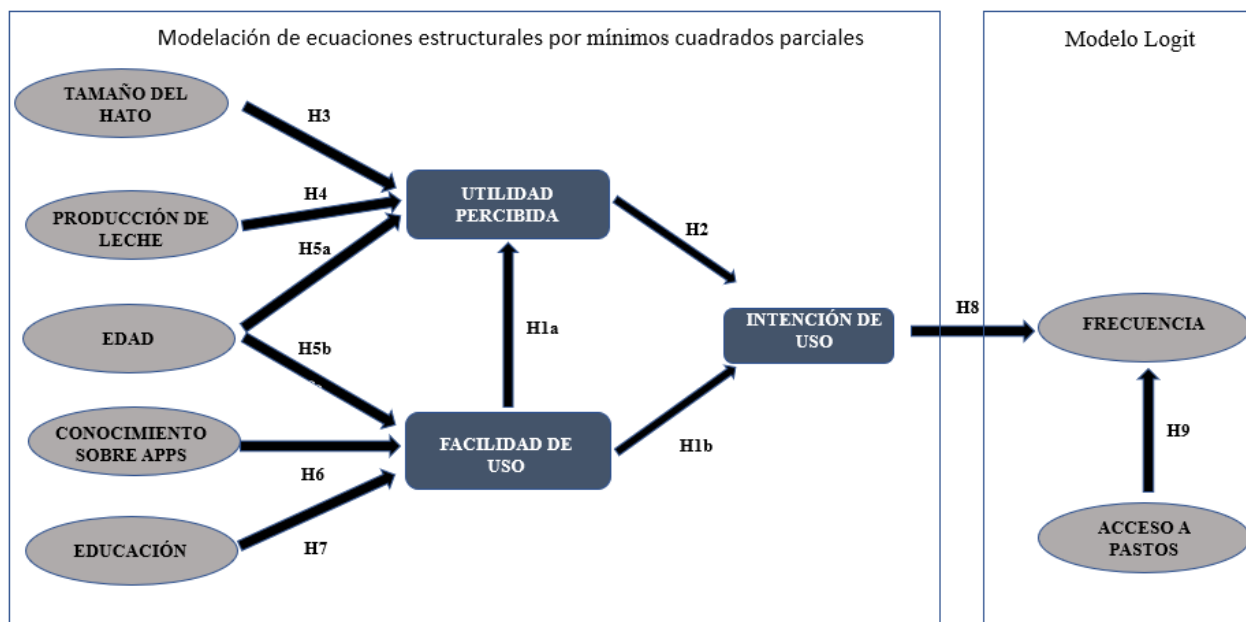 Modelación de ecuaciones estructurales por mínimos cuadrados parciales
Modelo Logit
TAMAÑO DEL
HATO
H3
PRODUCCIÓN DE
LECHE
H4
UTILIDAD
PERCIBIDA
H5a
H2
EDAD
H5b
H1a
INTENCIÓN DE
USO
H8
FRECUENCIA
CONOCIMIENTO
SOBRE APPS
H6
FACILIDAD DE
USO
H1b
H9
EDUCACIÓN
H7
ACCESO A
PASTOS